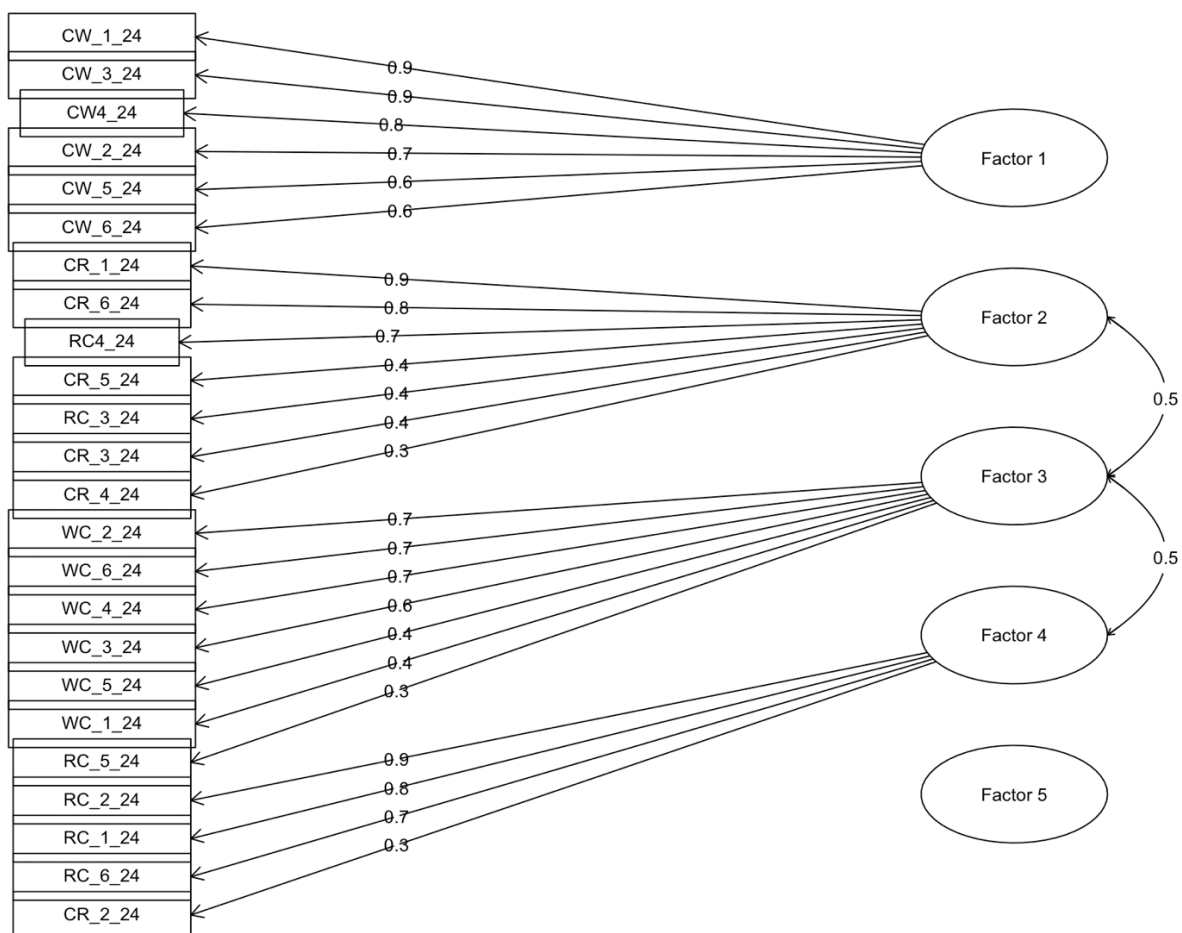 CW_1_24
CW_3_24
CW4_24
CW_2_24
CW_5_24
CW_6_24
CR_1_24
CR_6_24
RC4_24
CR_5_24
RC_3_24
CR_3_24
CR_4_24
WC_2_24
WC_6_24
WC_4_24
WC_3_24
WC_5_24
WC_1_24
RC_5_24
RC_2_24
RC_1_24
RC_6_24
CR_2_24
0.9
0.9
0.8
0.7
0.6
0.6
0.9
0.8
0.7
0.4
0.4
0.4
0.3
0.7
0.7
0.7
0.6
0.4
0.4
0.3
0.9
0.8
0.7
0.3
Factor 1
Factor 2
Factor 3
Factor 4
Factor 5
0.5
0.5